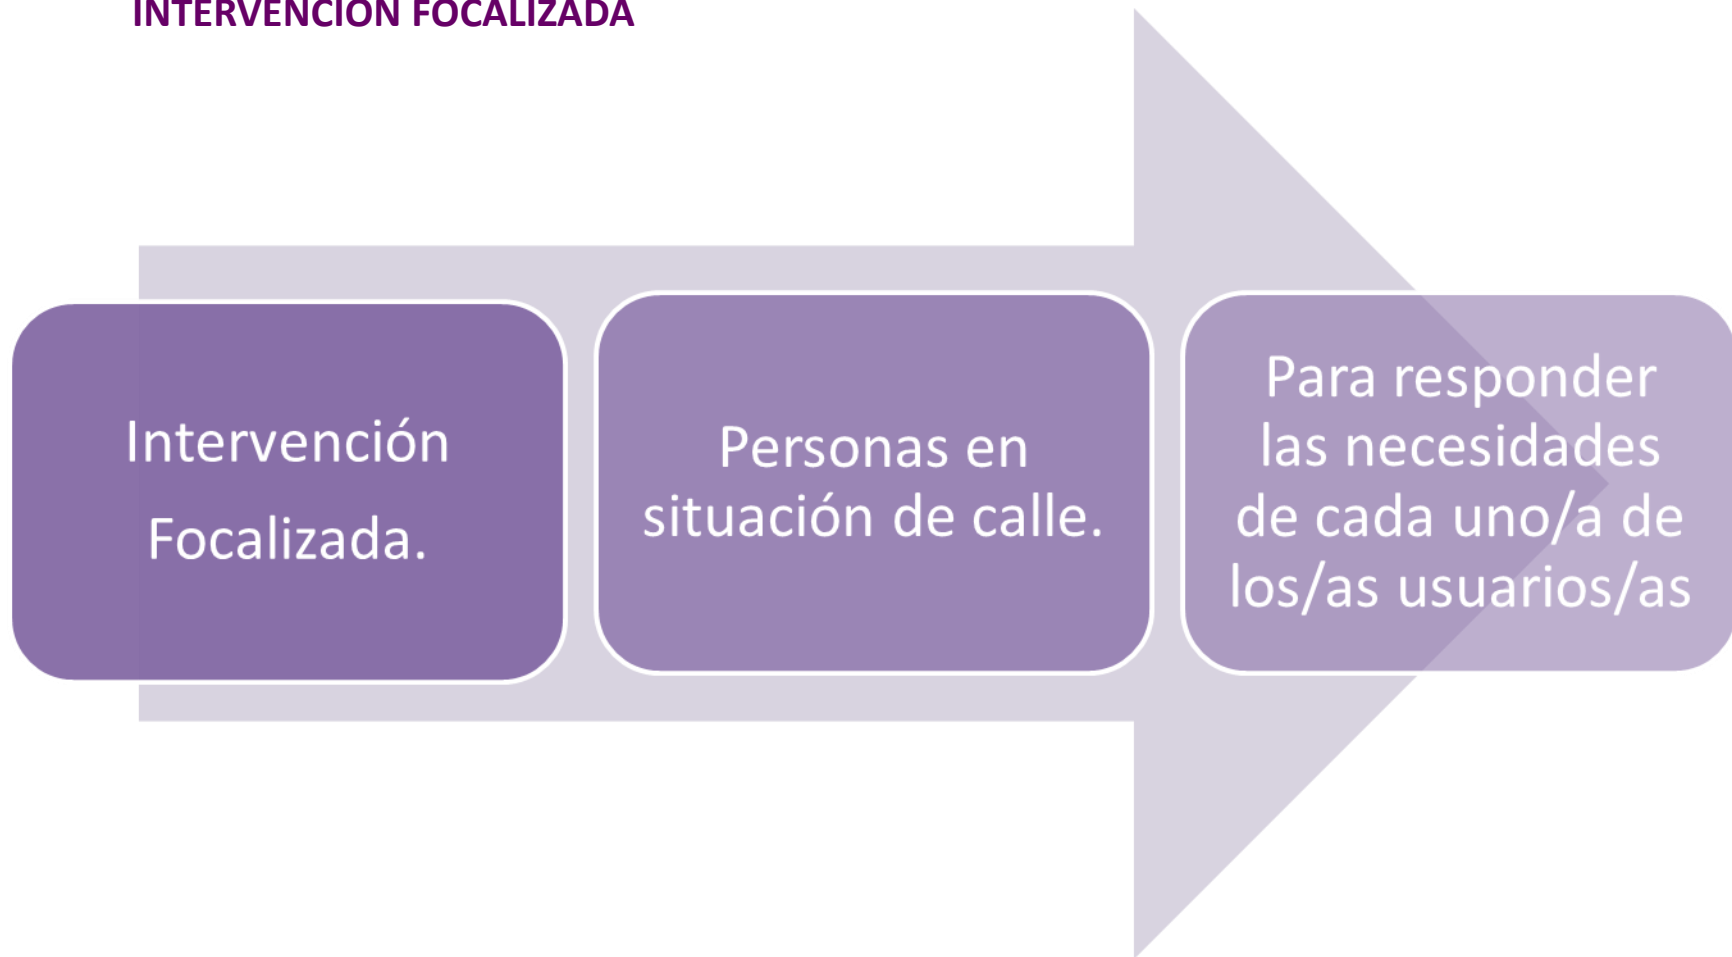 INTERVENCIÓN FOCALIZADA
Intervención
Focalizada.
Personas en
situación de calle.
Para responder
las necesidades
de cada uno/a de
los/as usuarios/as